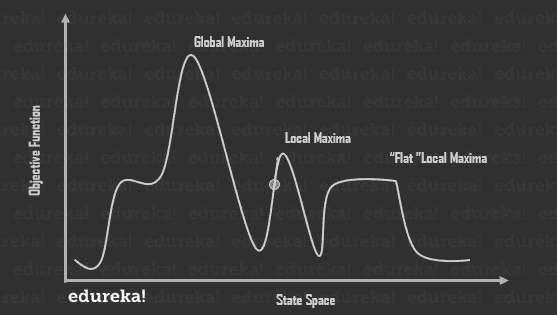 Global Maxima
Local Maxima
“Flat ”Local Maxima
Objective Function
edureka!
State Space